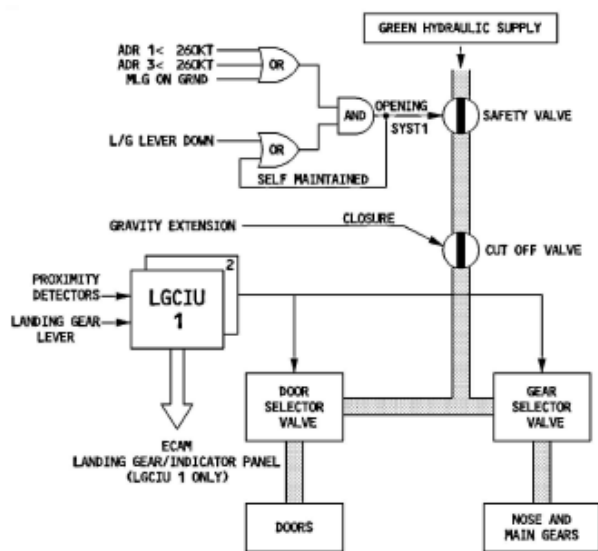 GREEN HYDRAULIC SUPPLY
ADR 1< 260KT
ADR 3< 260KT
MLG ON GRND
OR
AND
OPENING
SYST1
SAFETY VALVE
L/G LEVER DOWN
OR
SELF MAINTAINED
GRAVITY EXTENSION
CLOSURE
CUT OFF VALVE
2
PROXIMITY
DETECTORS
LGCIU
1
LANDING GEAR
LEVER
DOOR
SELECTOR
VALVE
GEAR
SELECTOR
VALVE
ECAM
LANDING GEAR/INDICATOR PANEL
(LGCIU 1 ONLY)
DOORS
NOSE AND
MAIN GEARS